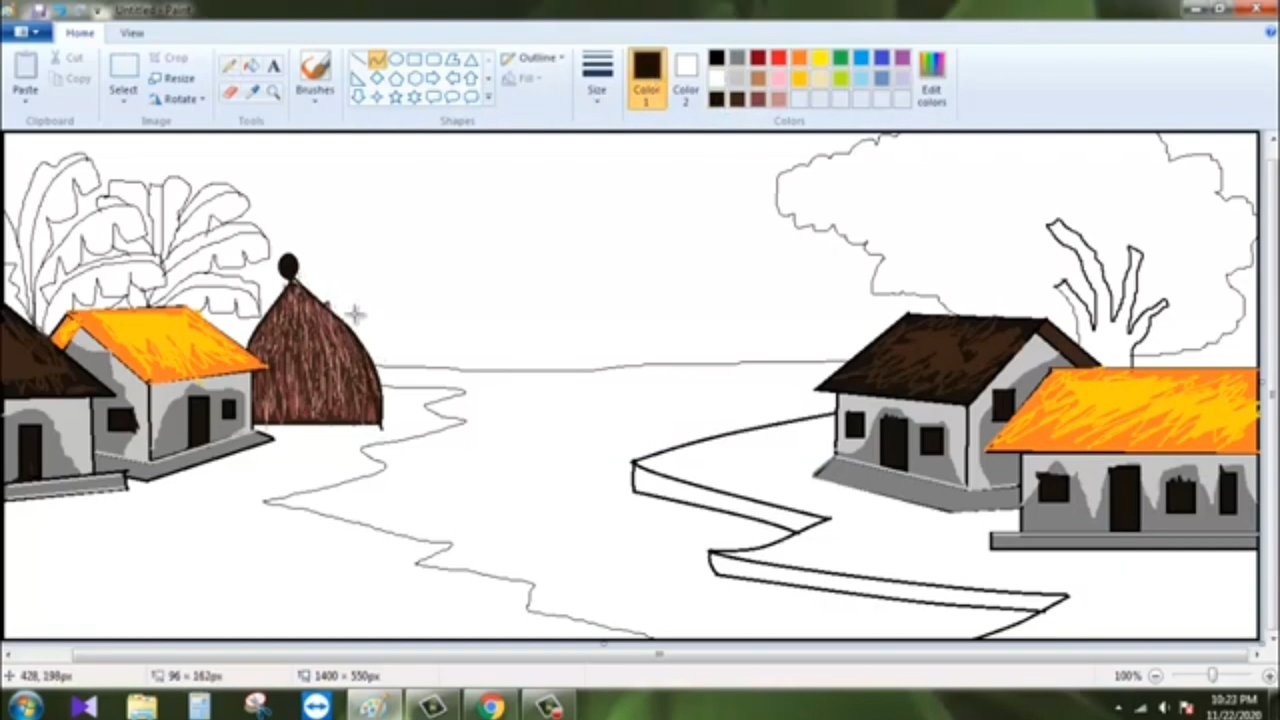 Untitled - Paint
Home View
Paste
Cut
Copy
Clipboard
Select
Crop
Resize
Rotate
Image
A
Tools
Brushes
Outline
Fill
Shapes
Size
Color 1
Color 2
Edit colors
Colors
428, 198px
96 × 162px
1400 × 550px
100%
10:23 PM
11/22/2020